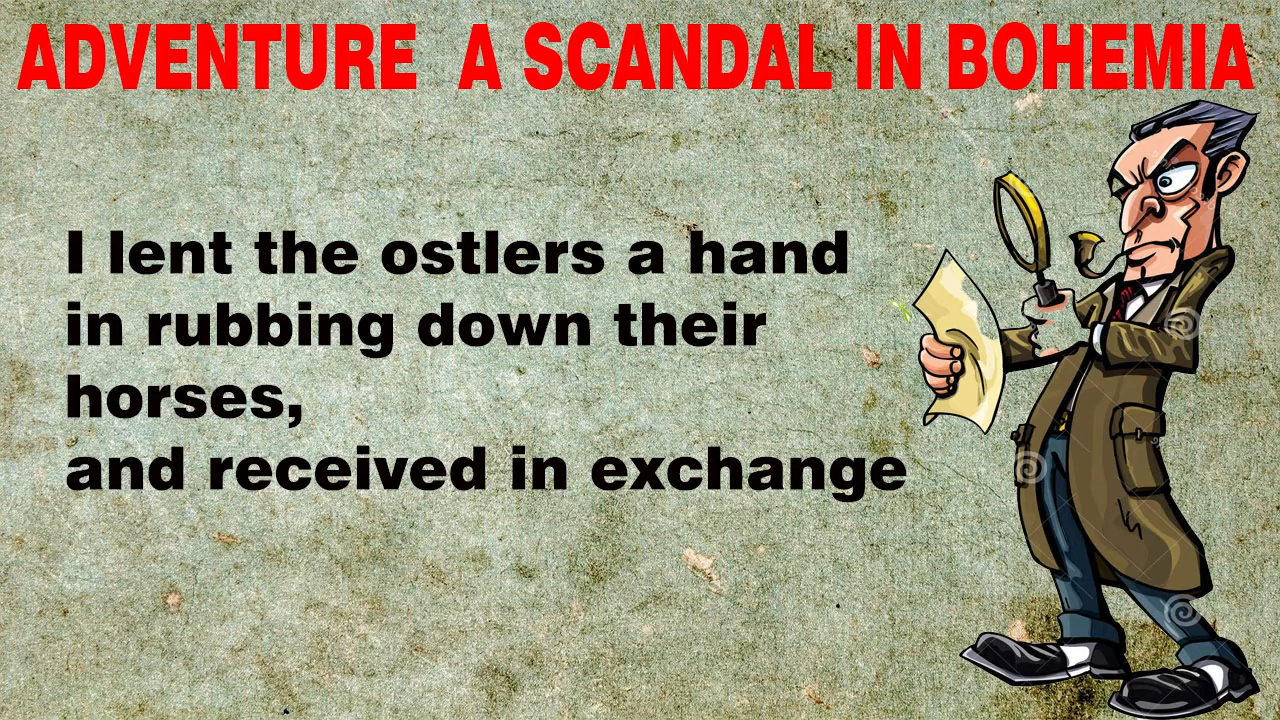 ADVENTURE A SCANDAL IN BOHEMIA
I lent the ostlers a hand
in rubbing down their
horses,
and received in exchange